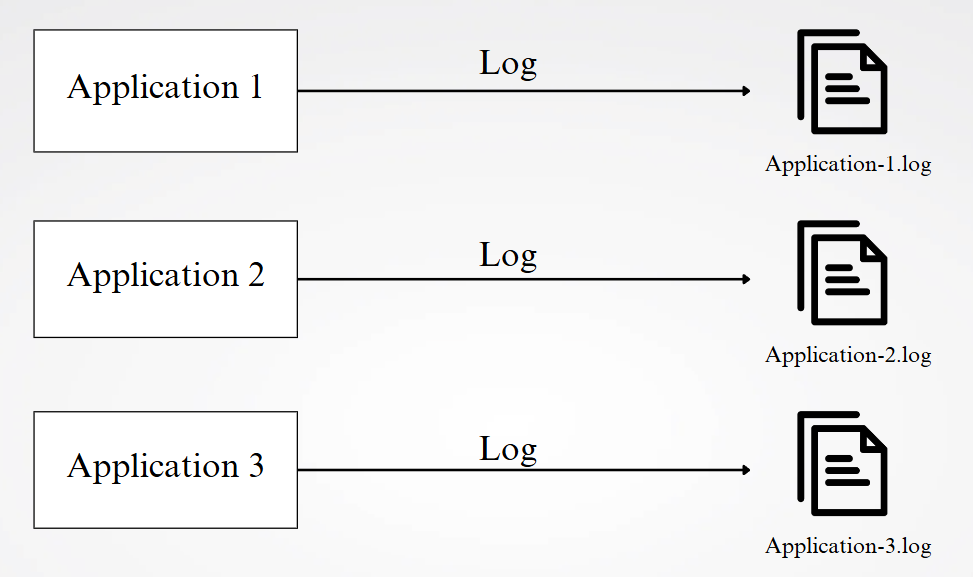 Application 1
Log
Application-1.log
Application 2
Log
Application-2.log
Application 3
Log
Application-3.log